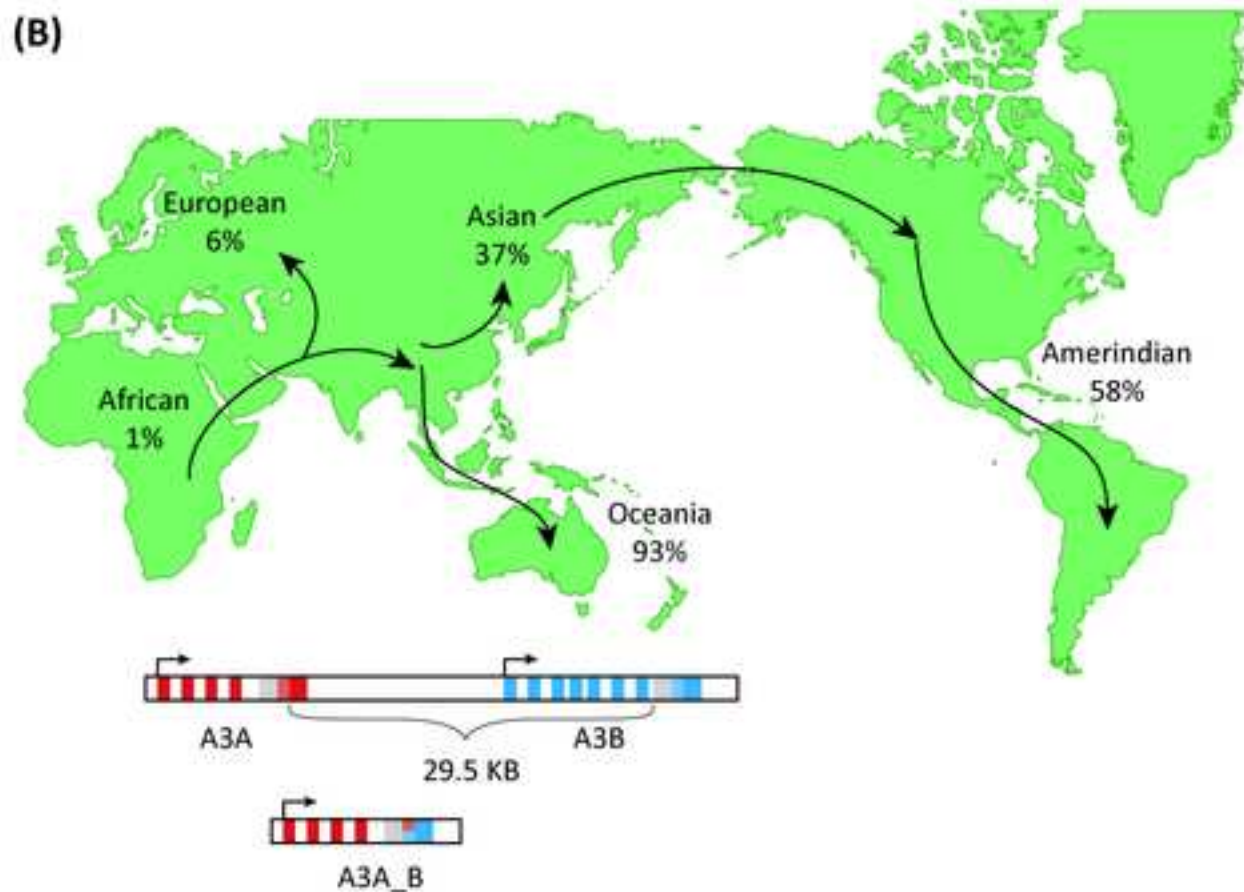 (B)
European
6%
Asian
37%
African
1%
Amerindian
58%
Oceania
93%
A3A
A3B
29.5 KB
A3A_B